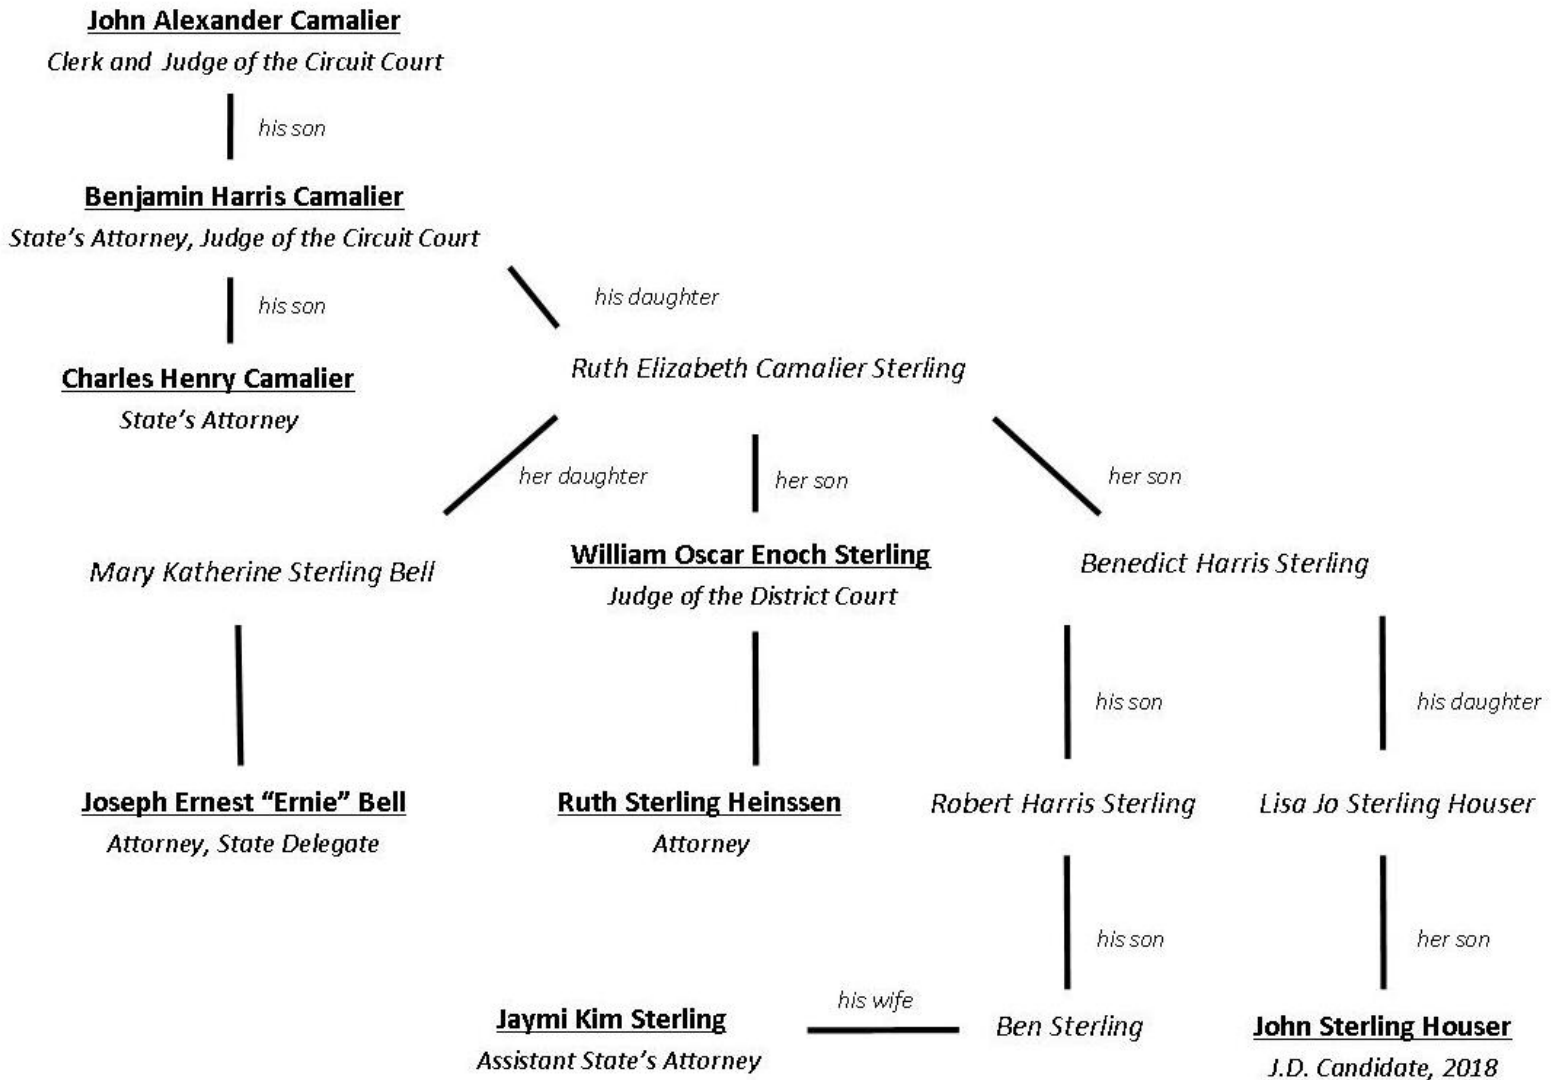 John Alexander Camalier
Clerk and Judge of the Circuit Court
his son
Benjamin Harris Camalier
State's Attorney, Judge of the Circuit Court
his son
his daughter
Charles Henry Camalier
State's Attorney
Ruth Elizabeth Camalier Sterling
her daughter
her son
her son
Mary Katherine Sterling Bell
William Oscar Enoch Sterling
Judge of the District Court
Benedict Harris Sterling
his son
his daughter
Joseph Ernest “Ernie” Bell
Attorney, State Delegate
Ruth Sterling Heinssen
Attorney
Robert Harris Sterling
Lisa Jo Sterling Houser
his son
her son
Jaymi Kim Sterling
Assistant State's Attorney
his wife
Ben Sterling
John Sterling Houser
J.D. Candidate, 2018